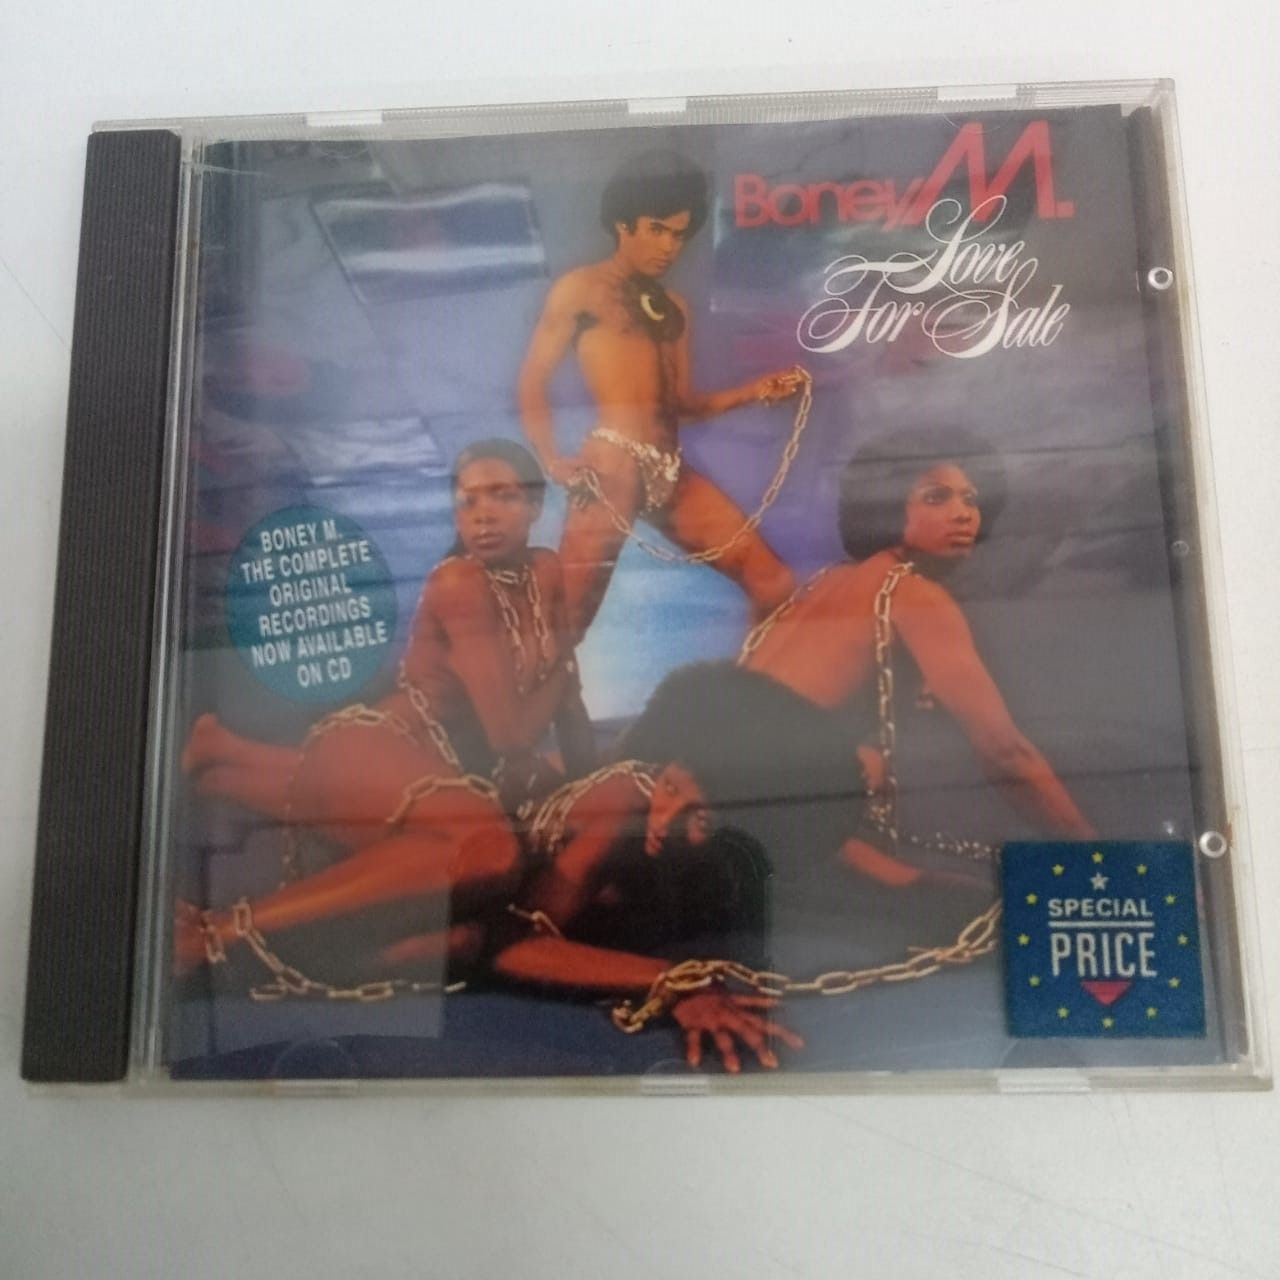 Boney M.
Love
For Sale
BONEY M.
THE COMPLETE
ORIGINAL
RECORDINGS
NOW AVAILABLE
ON CD
SPECIAL
PRICE